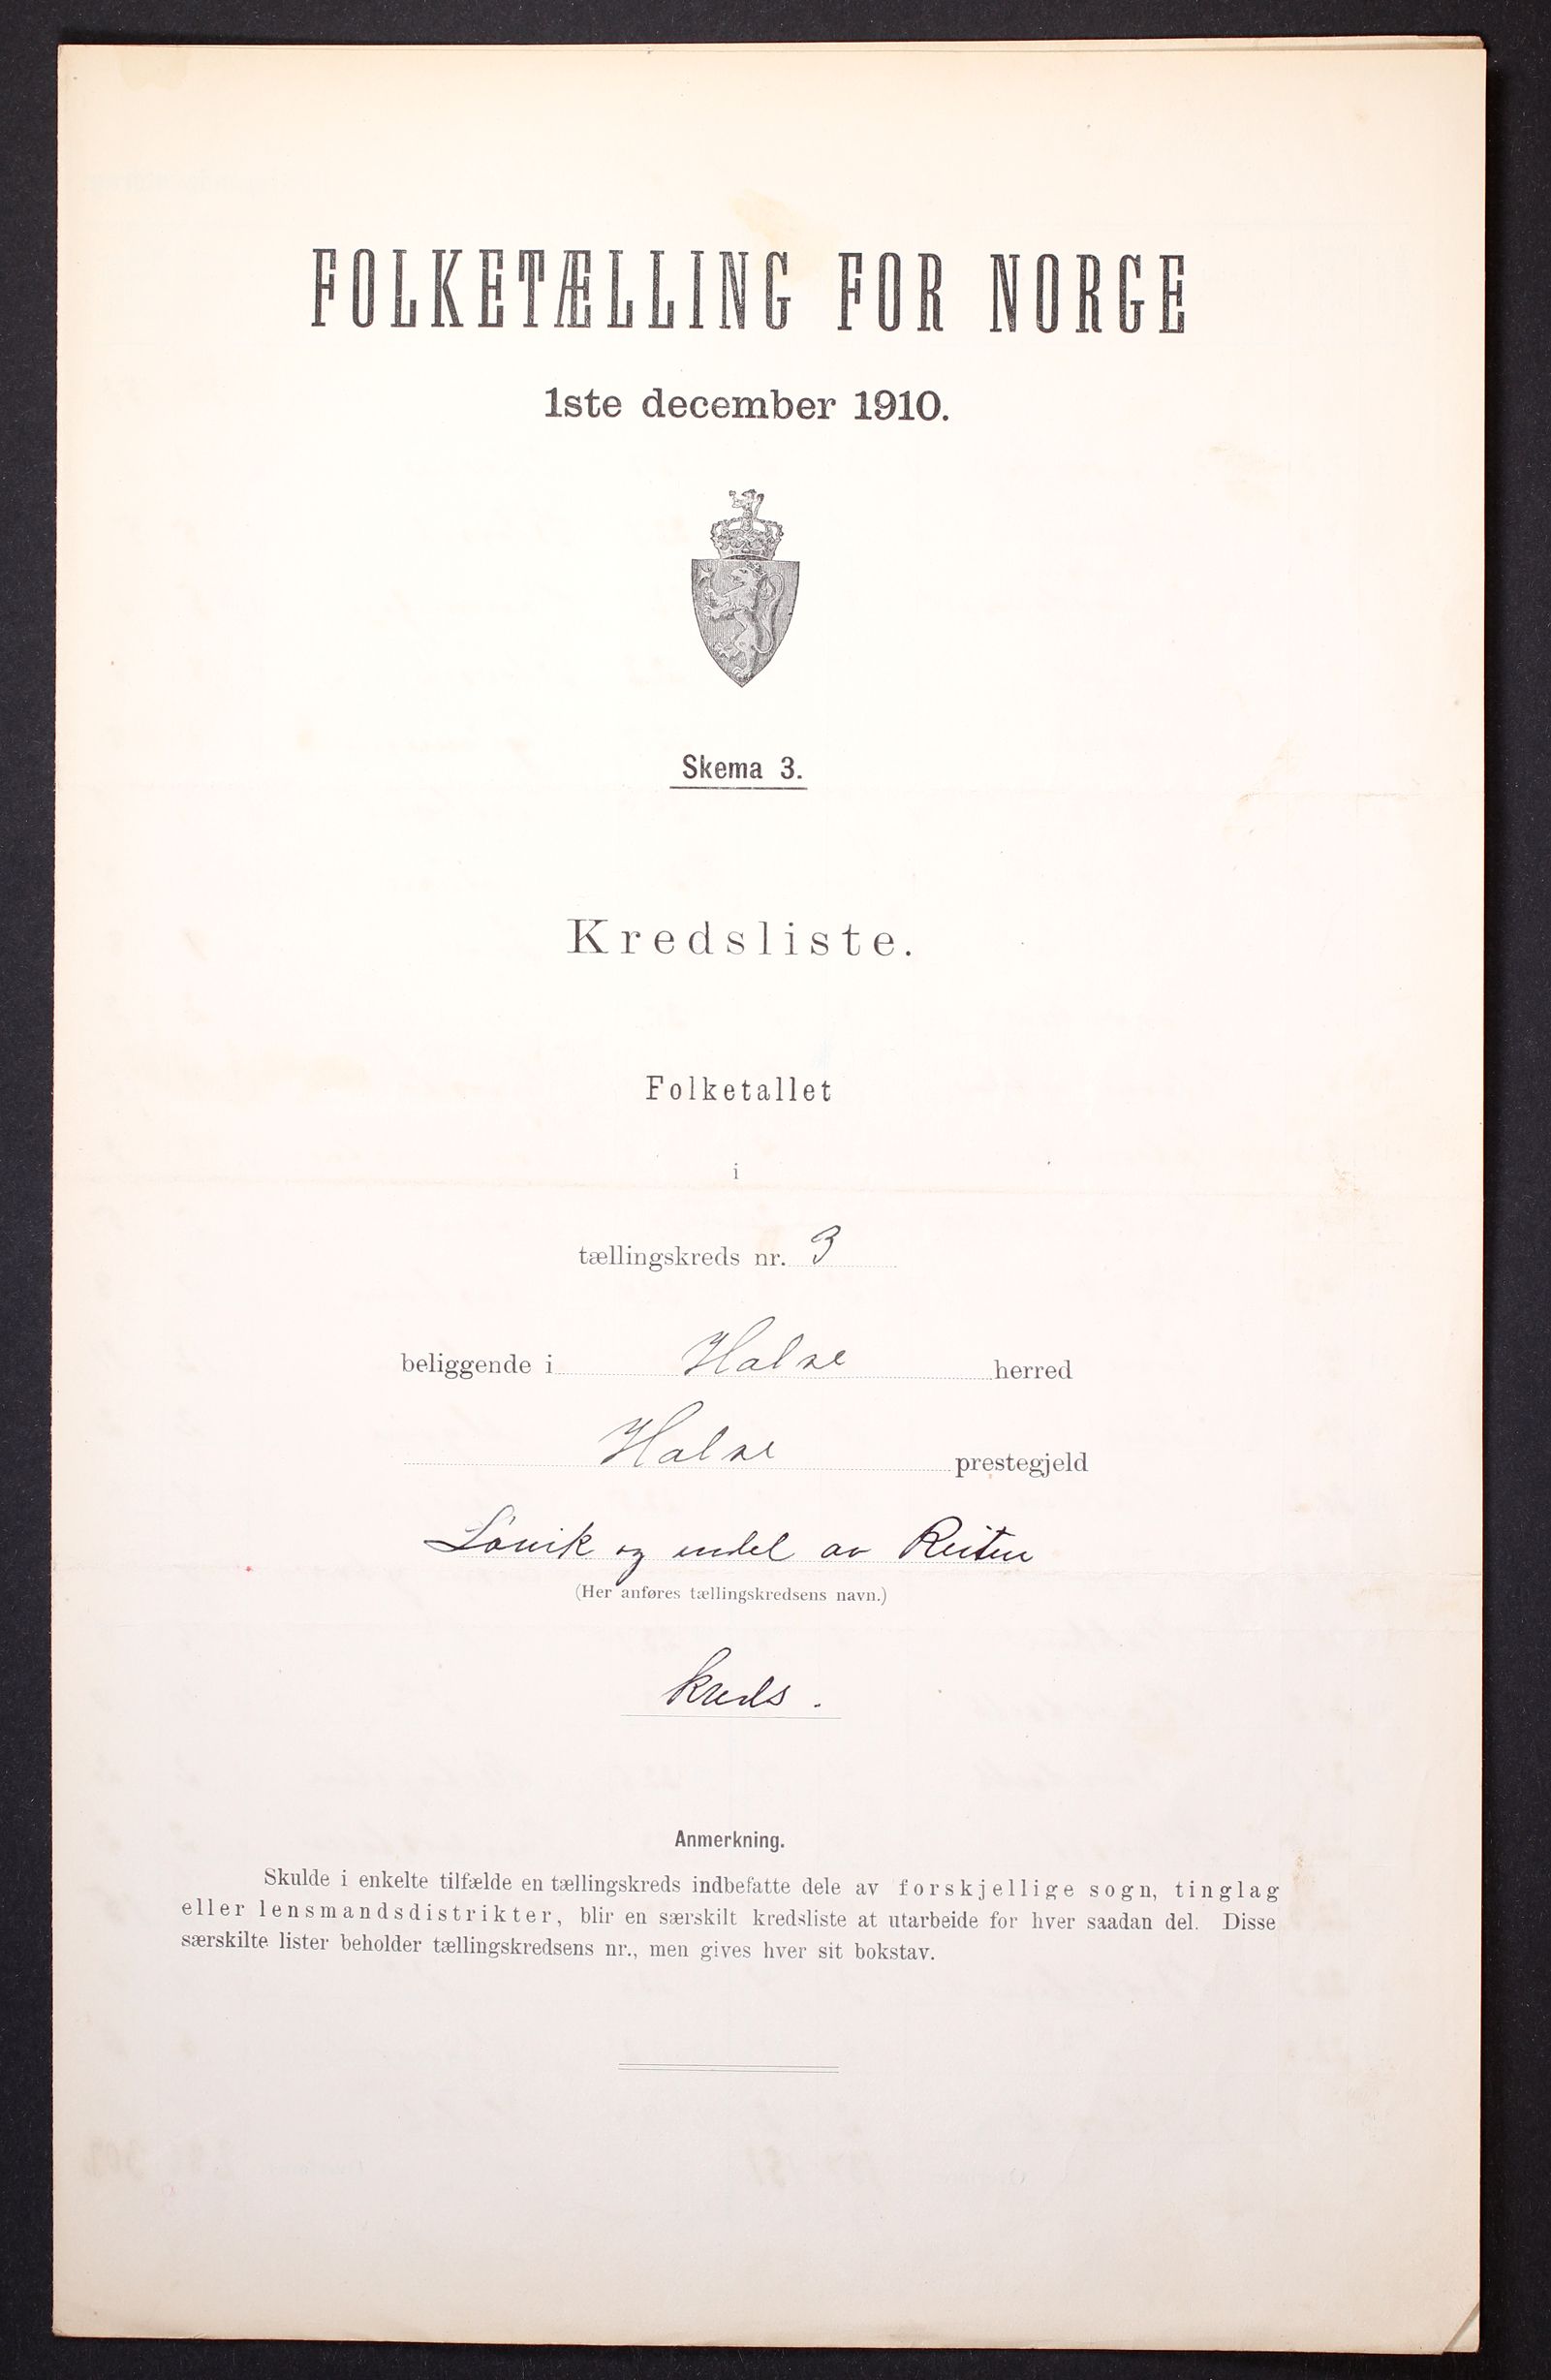 FOLKETÆLLING FOR NORGE
1ste december 1910.
Skema 3.
Kredsliste.
Folketallet
i
tællingskreds nr. 3
beliggende i Halse herred
Halse prestegjeld
Lövik og endel av Reiten
(Her anføres tællingskredsens navn.)
kreds.
Anmerkning.
Skulde i enkelte tilfælde en tællingskreds indbefatte dele av forskjellige sogn, tinglag
eller lensmandsdistrikter, blir en særskilt kredsliste at utarbeide for hver saadan del. Disse
særskilte lister beholder tællingskredsens nr., men gives hver sit bokstav.